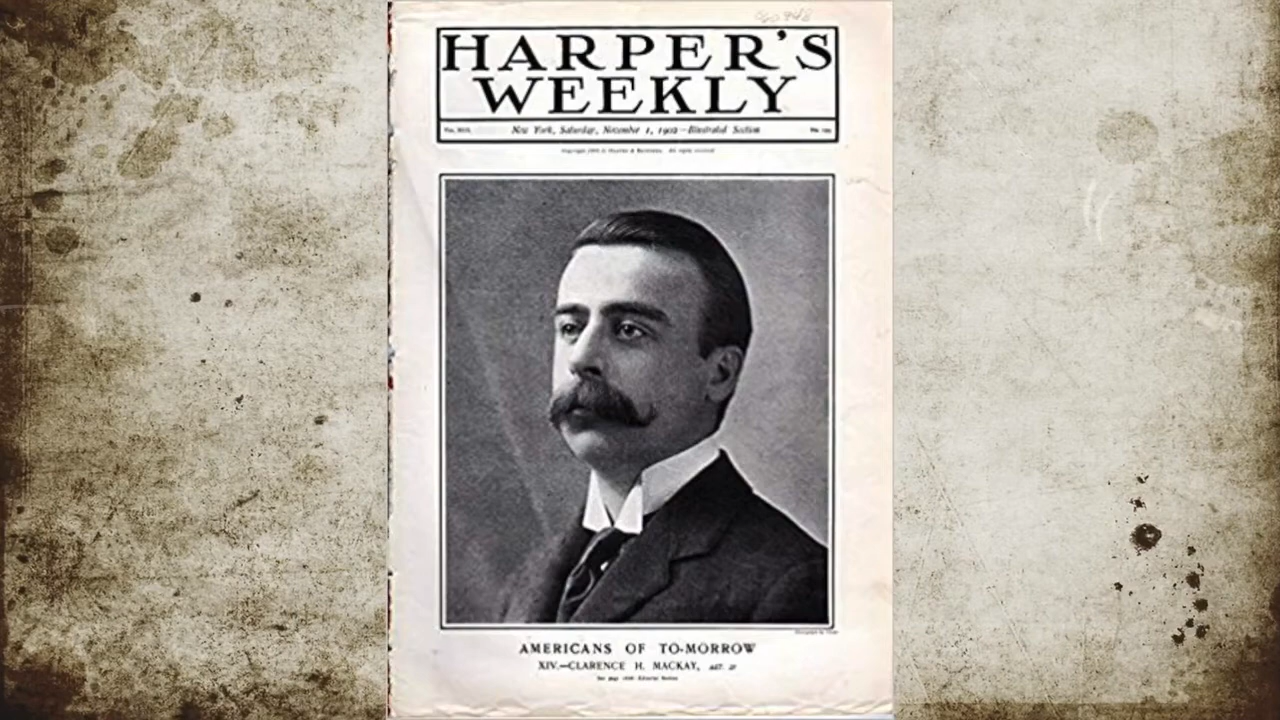 HARPER'S
WEEKLY
New York, Saturday, November 1, 1902—Illustrated Section
AMERICANS OF TO-MORROW
XIV.—CLARENCE H. MACKAY,